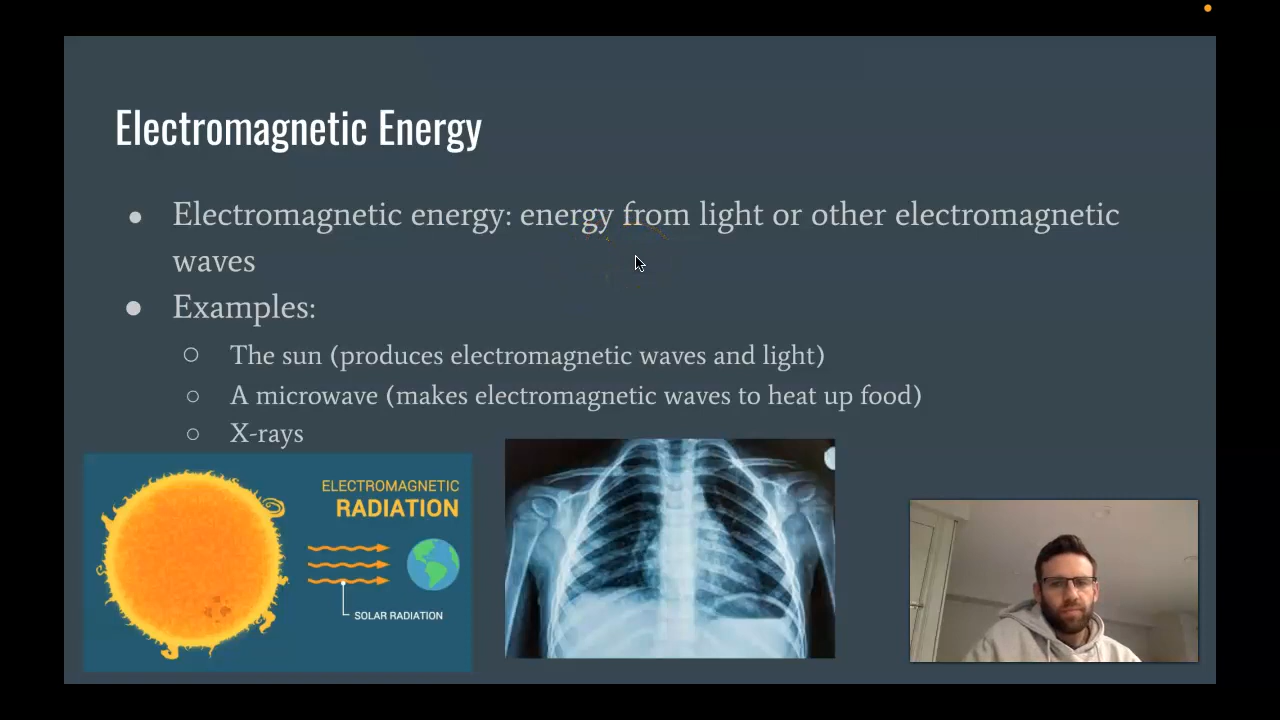 Electromagnetic Energy
● Electromagnetic energy: energy from light or other electromagnetic
waves
● Examples:
○ The sun (produces electromagnetic waves and light)
○ A microwave (makes electromagnetic waves to heat up food)
○ X-rays
ELECTROMAGNETIC
RADIATION
SOLAR RADIATION